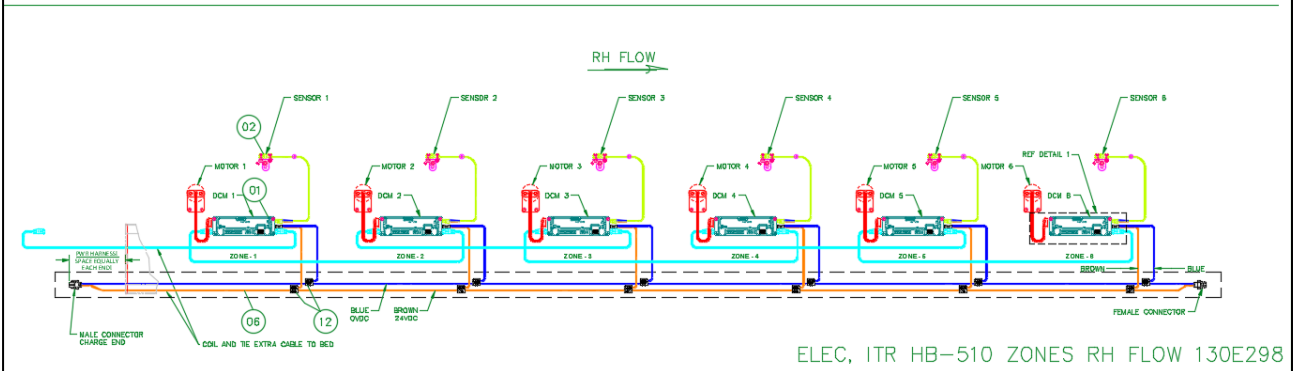 RH FLOW
SENSOR 1
SENSOR 2
SENSOR 3
SENSOR 4
SENSOR 5
SENSOR 6
02
MOTOR 1
MOTOR 2
MOTOR 3
MOTOR 4
MOTOR 5
MOTOR 6
REF DETAIL 1
DCM 1
01
DCM 2
DCM 3
DCM 4
DCM 5
DCM 6
ZONE-1
ZONE-2
ZONE-3
ZONE-4
ZONE-5
ZONE-6
PWR HARNESS
SPACE EQUALLY
EACH ENDS
BROWN
BLUE
MALE CONNECTOR
CHARGE END
06
COIL AND TIE EXTRA CABLE TO BED
12
BLUE
0VDC
BROWN
24VDC
FEMALE CONNECTOR
ELEC, ITR HB-510 ZONES RH FLOW 130E298